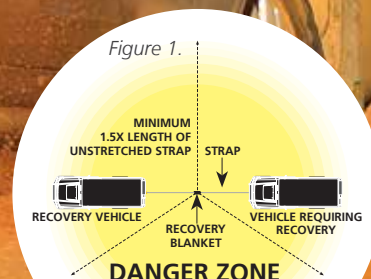 Figure 1.
MINIMUM
1.5X LENGTH OF
UNSTRETCHED STRAP
STRAP
RECOVERY VEHICLE
VEHICLE REQUIRING
RECOVERY
RECOVERY
BLANKET
DANGER ZONE